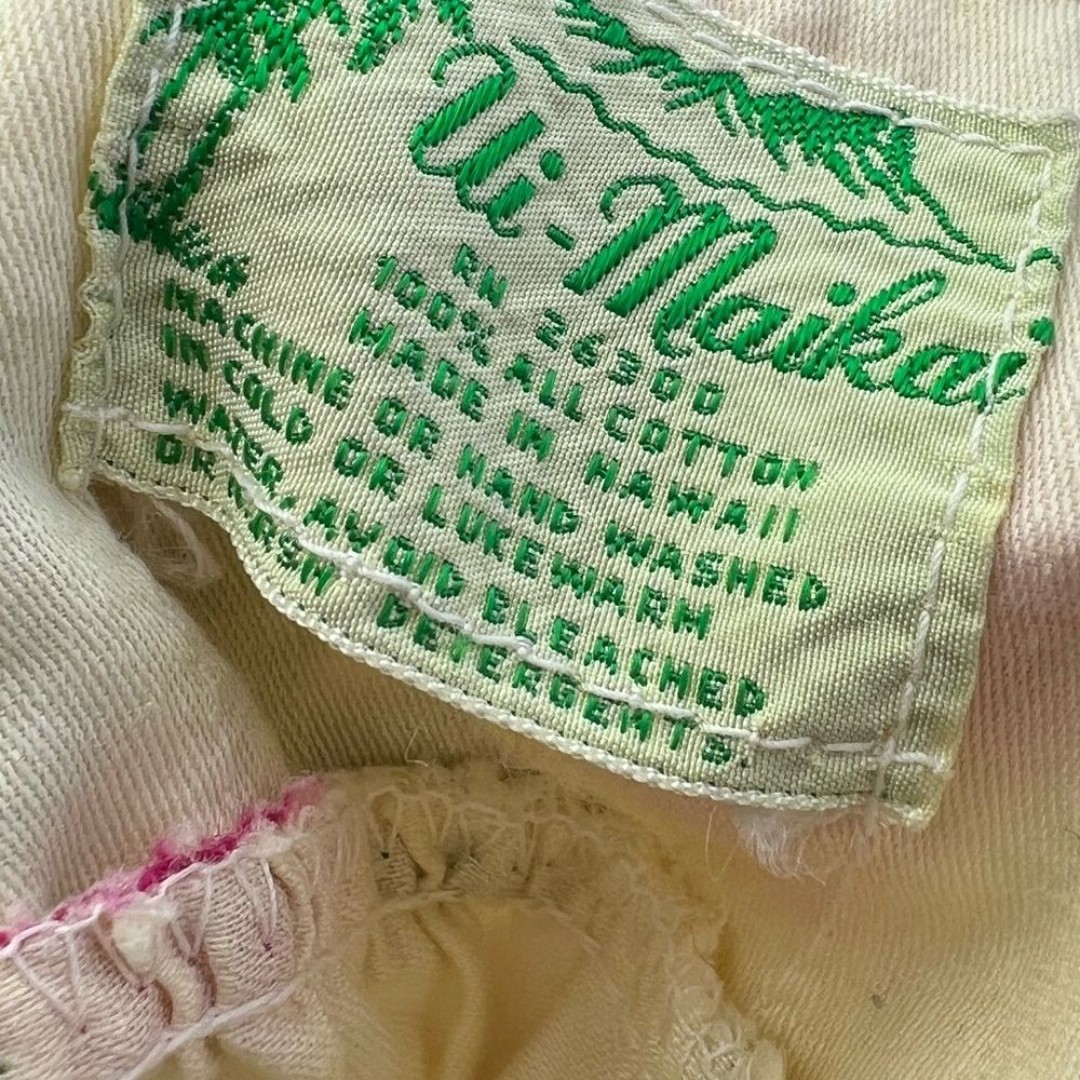 Ui-Maikai
RN 26300
100% ALL COTTON
MADE IN HAWAII
MACHINE OR HAND WASHED
IN COLD OR LUKEWARM
WATER, AVOID BLEACHED
OR HARSH DETERGENTS